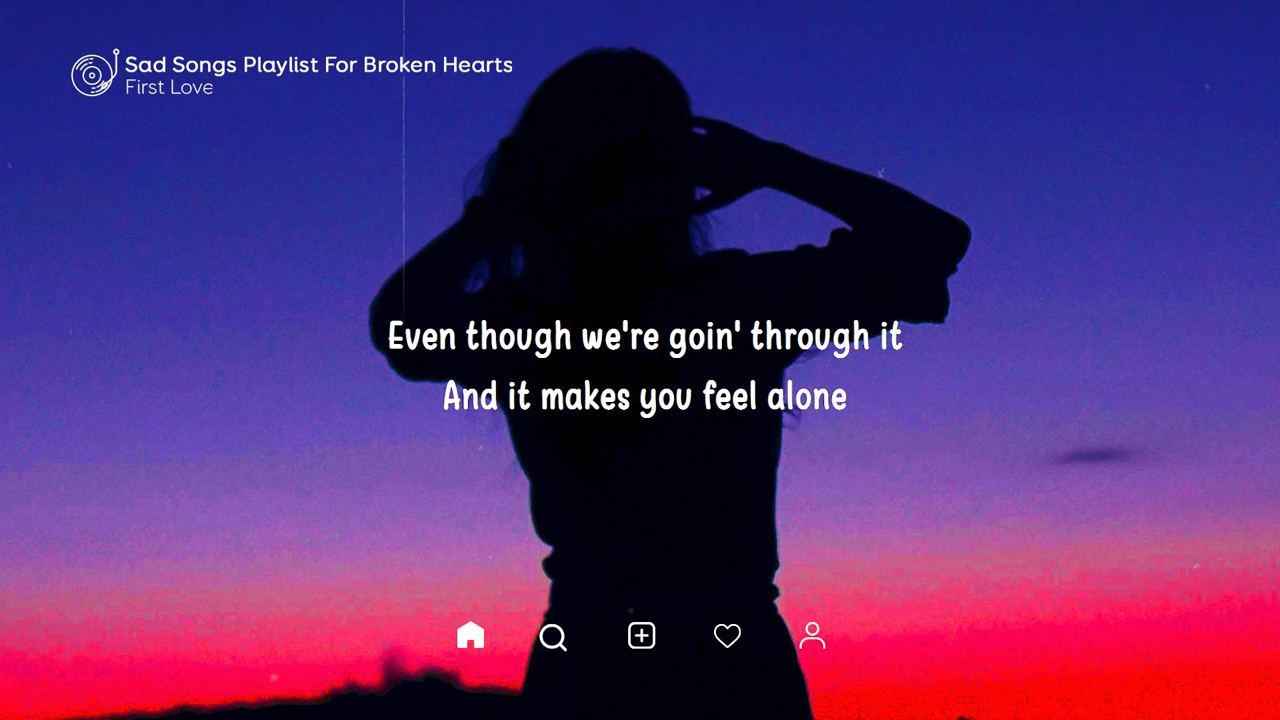 Sad Songs Playlist For Broken Hearts
First Love
Even though we're goin' through it
And it makes you feel alone